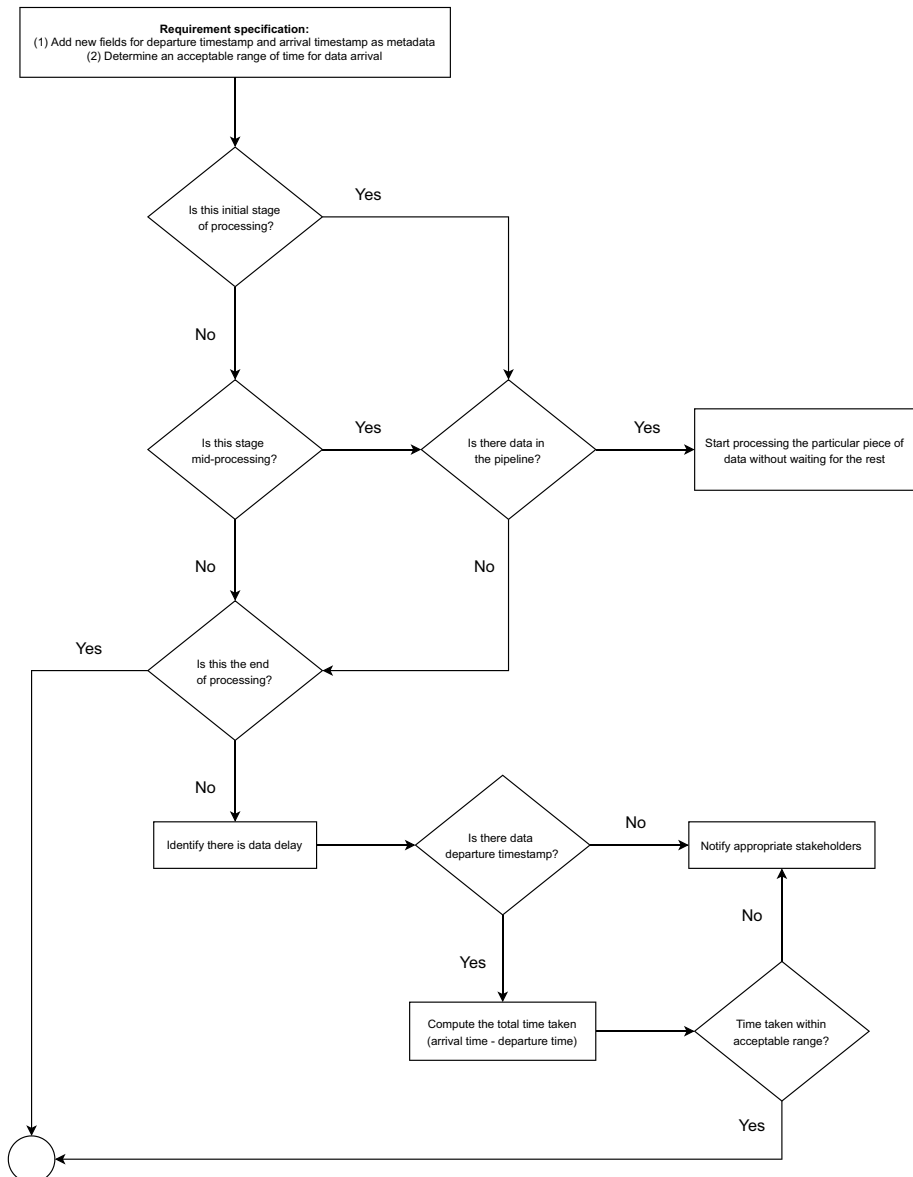 Requirement specification:
(1) Add new fields for departure timestamp and arrival timestamp as metadata
(2) Determine an acceptable range of time for data arrival
Is this initial stage
of processing?
Yes
No
Is this stage
mid-processing?
Yes
Is there data in
the pipeline?
Yes
Start processing the particular piece of
data without waiting for the rest
No
No
Yes
Is this the end
of processing?
No
Identify there is data delay
Is there data
departure timestamp?
No
Notify appropriate stakeholders
Yes
No
Compute the total time taken
(arrival time - departure time)
Time taken within
acceptable range?
Yes